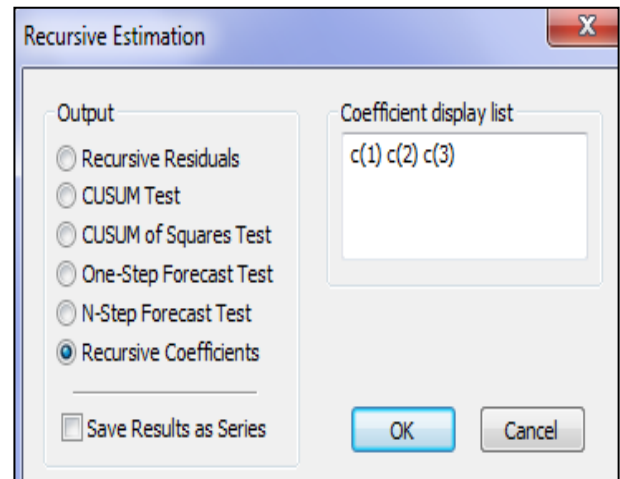 Recursive Estimation
X
Output
Recursive Residuals
CUSUM Test
CUSUM of Squares Test
One-Step Forecast Test
N-Step Forecast Test
Recursive Coefficients
Save Results as Series
Coefficient display list
c(1) c(2) c(3)
OK
Cancel